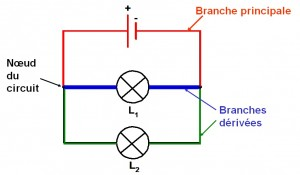 Branche principale
+
-
Nœud
du
circuit
L1
Branches
dérivées
L2